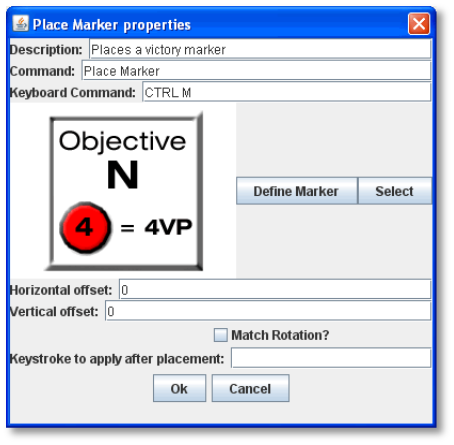 Place Marker properties
Description: Places a victory marker
Command: Place Marker
Keyboard Command: CTRL M
Objective
N
4 = 4VP
Define Marker Select
Horizontal offset: 0
Vertical offset: 0
Match Rotation?
Keystroke to apply after placement:
Ok Cancel